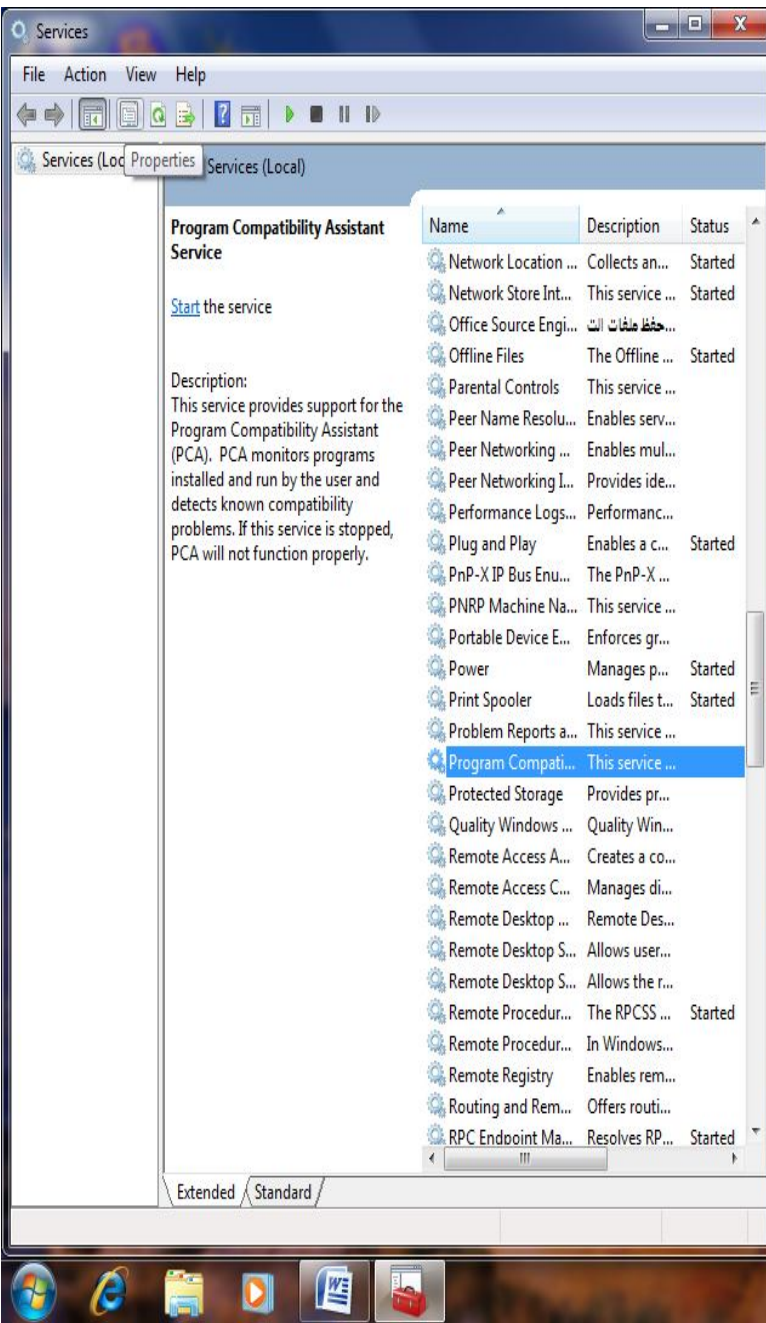 Services
File Action View Help
Services (Loc
Properties
Services (Local)
Program Compatibility Assistant
Service
Start the service
Description:
This service provides support for the
Program Compatibility Assistant
(PCA). PCA monitors programs
installed and run by the user and
detects known compatibility
problems. If this service is stopped,
PCA will not function properly.
Name Description Status
Network Location ... Collects an... Started
Network Store Int... This service ... Started
Office Source Engi... حفظ ملفات الت...
Offline Files The Offline ... Started
Parental Controls This service ...
Peer Name Resolu... Enables serv...
Peer Networking ... Enables mul...
Peer Networking I... Provides ide...
Performance Logs... Performanc...
Plug and Play Enables a c... Started
PnP-X IP Bus Enu... The PnP-X ...
PNRP Machine Na... This service ...
Portable Device E... Enforces gr...
Power Manages p... Started
Print Spooler Loads files t... Started
Problem Reports a... This service ...
Program Compati... This service ...
Protected Storage Provides pr...
Quality Windows ... Quality Win...
Remote Access A... Creates a co...
Remote Access C... Manages di...
Remote Desktop ... Remote Des...
Remote Desktop S... Allows user...
Remote Desktop S... Allows the r...
Remote Procedur... The RPCSS ... Started
Remote Procedur... In Windows...
Remote Registry Enables rem...
Routing and Rem... Offers routi...
RPC Endpoint Ma... Resolves RP... Started
Extended Standard